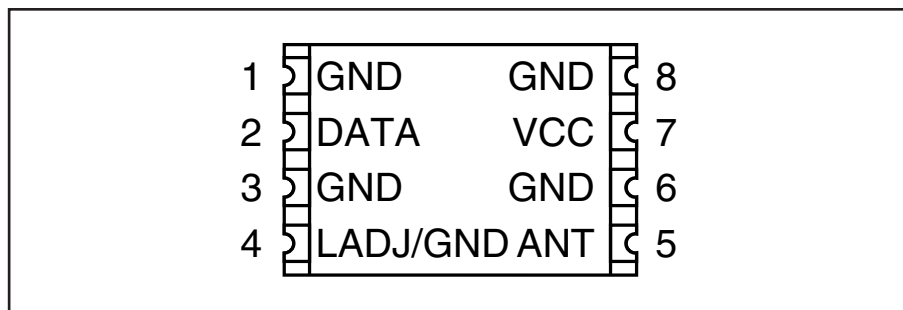 1 GND GND 8
2 DATA VCC 7
3 GND GND 6
4 LADJ/GND ANT 5